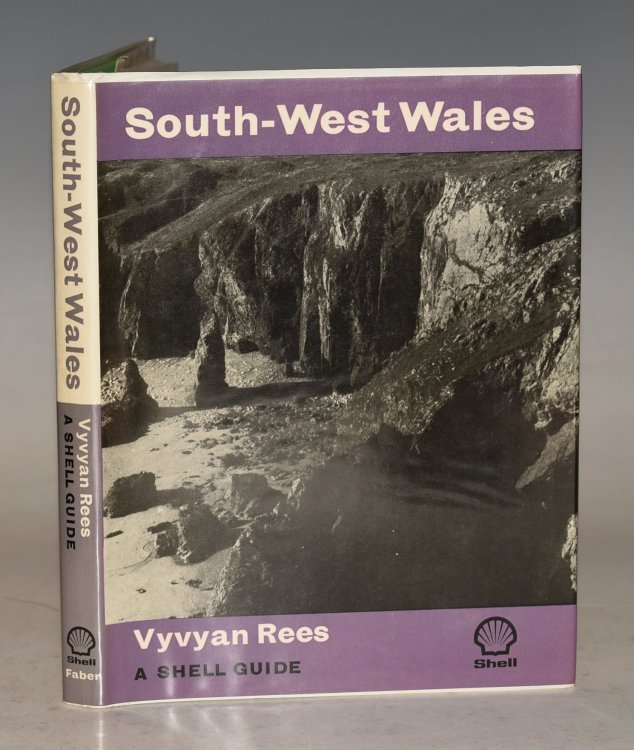 South-West Wales
Vyvyan Rees
A SHELL GUIDE
Shell
South-West Wales
Vyvyan Rees
A SHELL GUIDE
Shell
Faber